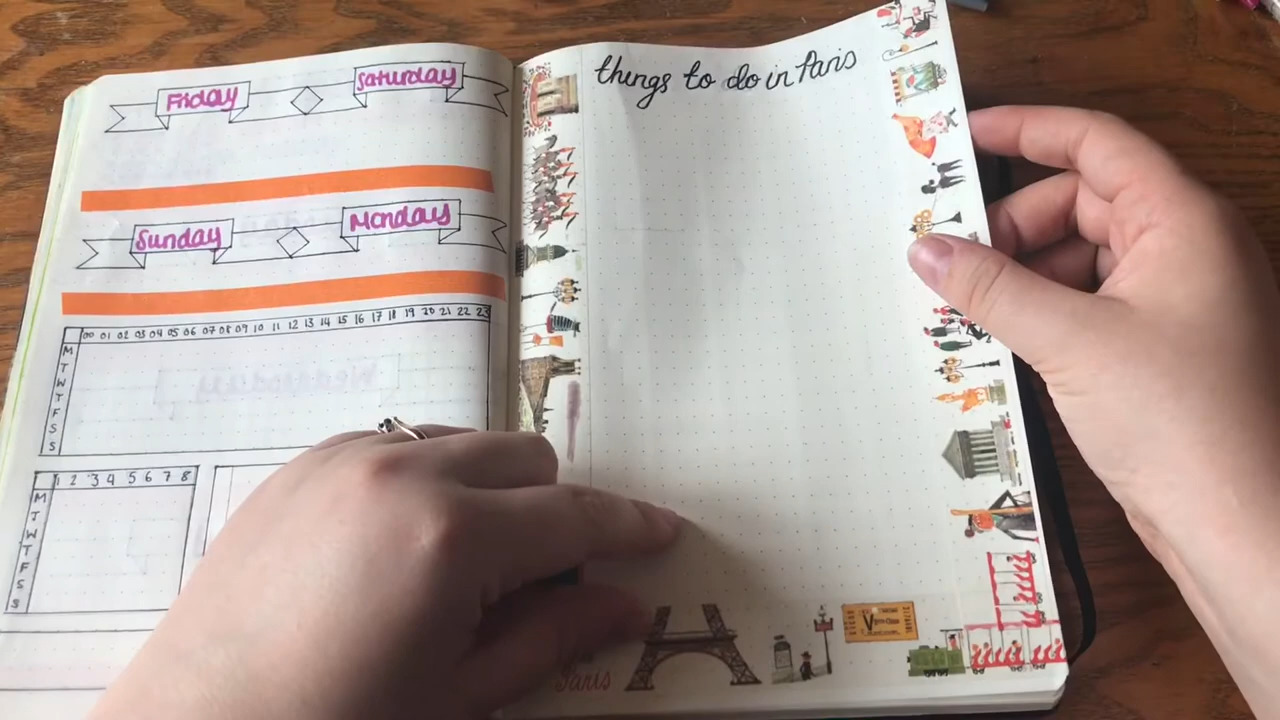 Friday Saturday
Sunday Mondays
00 01 02 03 04 05 06 07 08 09 10 11 12 13 14 15 16 17 18 19 20 21 22 23
M
T
W
T
F
S
S
1 2 3 4 5 6 7 8
M
T
W
T
F
S
S
things to do in Paris
Paris